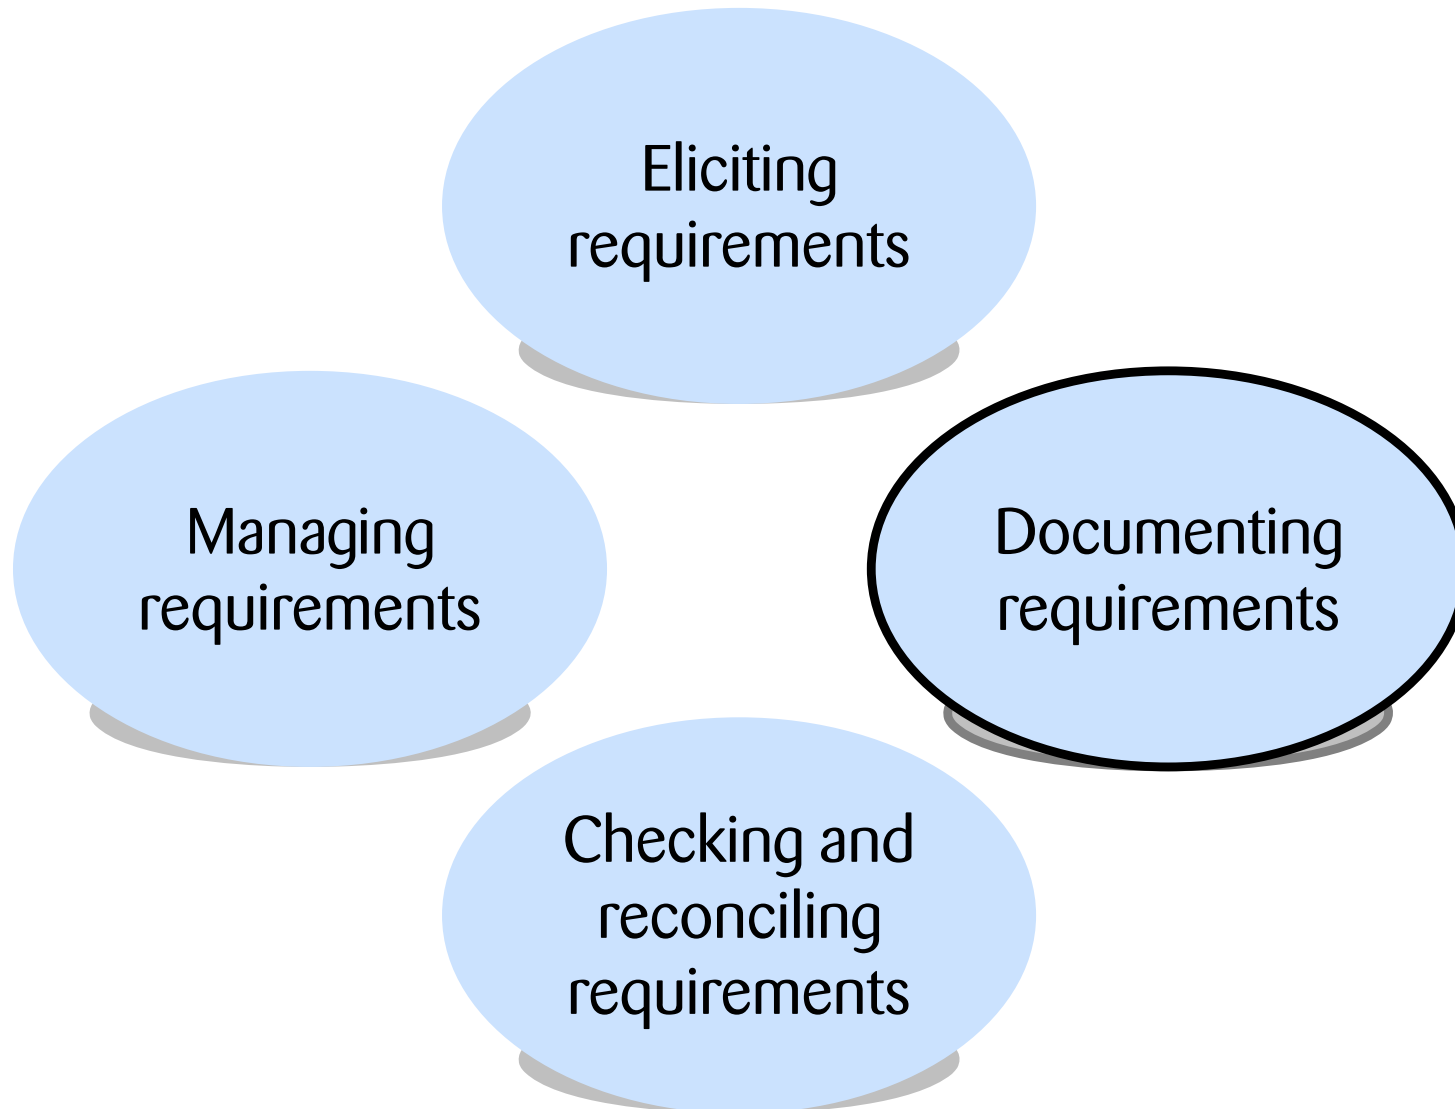 Eliciting
requirements
Managing
requirements
Documenting
requirements
Checking and
reconciling
requirements